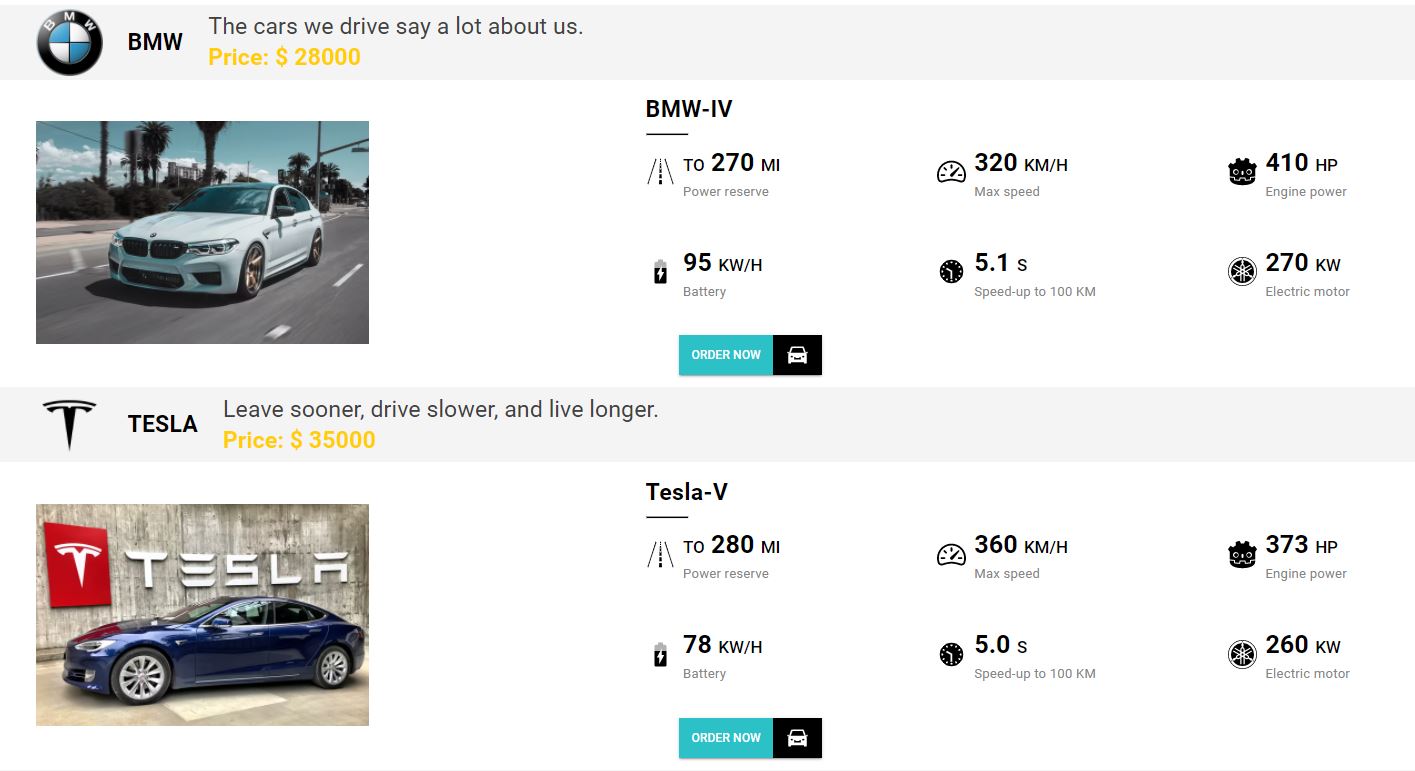 BMW
BMW
The cars we drive say a lot about us.
Price: $ 28000
BMW-IV
TO 270 MI
Power reserve
320 KM/H
Max speed
410 HP
Engine power
95 KW/H
Battery
5.1 S
Speed-up to 100 KM
270 KW
Electric motor
ORDER NOW
TESLA
Leave sooner, drive slower, and live longer.
Price: $ 35000
Tesla-V
TESLA
TO 280 MI
Power reserve
360 KM/H
Max speed
373 HP
Engine power
78 KW/H
Battery
5.0 S
Speed-up to 100 KM
260 KW
Electric motor
ORDER NOW